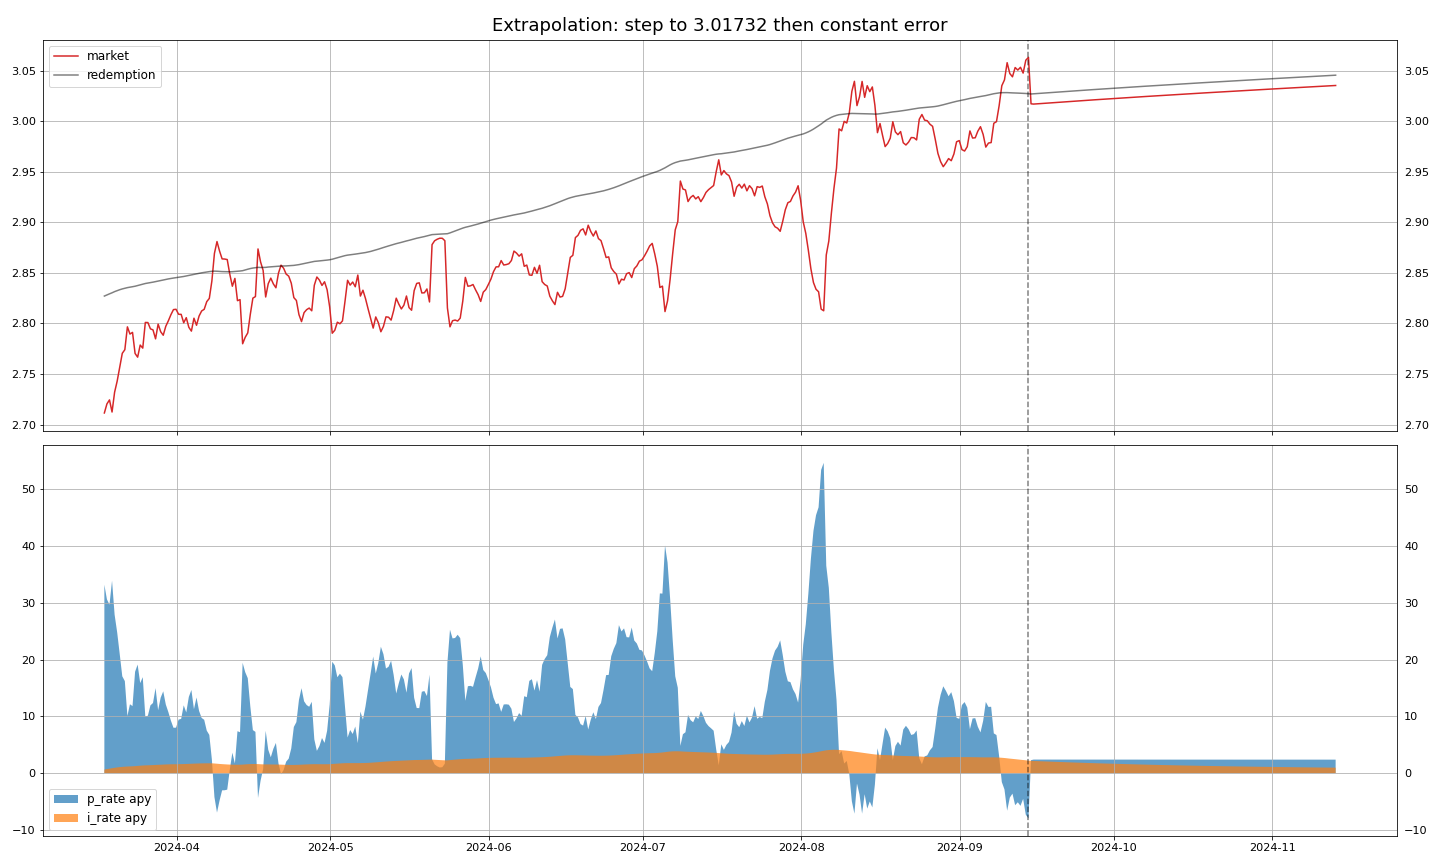 Extrapolation: step to 3.01732 then constant error
market
redemption
3.05 3.05
3.00 3.00
2.95 2.95
2.90 2.90
2.85 2.85
2.80 2.80
2.75 2.75
2.70 2.70
50 50
40 40
30 30
20 20
10 10
0 0
p_rate apy
i_rate apy
−10 −10
2024-04 2024-05 2024-06 2024-07 2024-08 2024-09 2024-10 2024-11